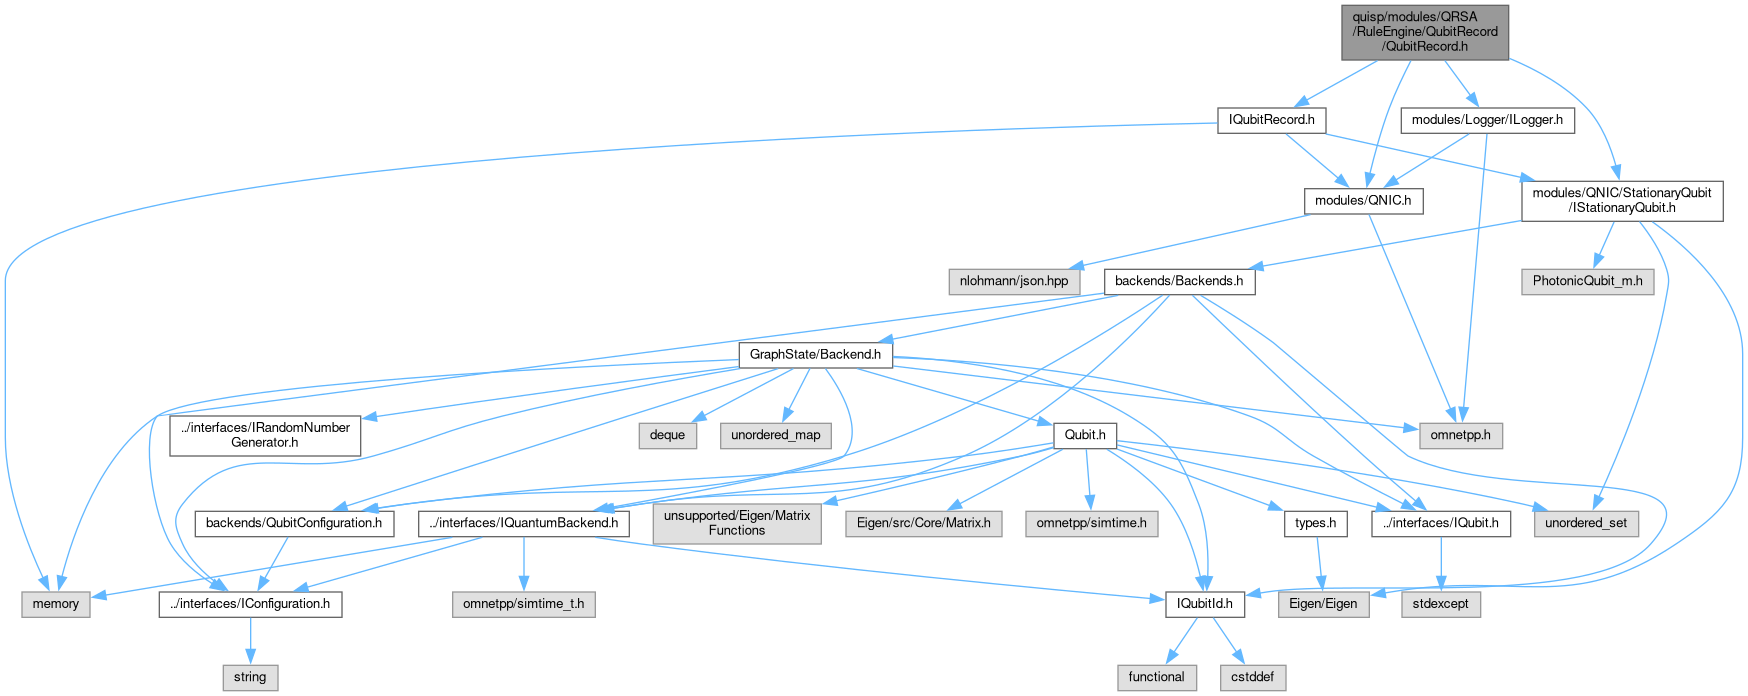 quisp/modules/QRSA
/RuleEngine/QubitRecord
/QubitRecord.h
IQubitRecord.h
modules/Logger/ILogger.h
modules/QNIC.h
modules/QNIC/StationaryQubit
/IStationaryQubit.h
nlohmann/json.hpp
backends/Backends.h
PhotonicQubit_m.h
GraphState/Backend.h
../interfaces/IRandomNumber
Generator.h
deque
unordered_map
Qubit.h
omnetpp.h
backends/QubitConfiguration.h
../interfaces/IQuantumBackend.h
unsupported/Eigen/Matrix
Functions
Eigen/src/Core/Matrix.h
omnetpp/simtime.h
types.h
../interfaces/IQubit.h
unordered_set
memory
../interfaces/IConfiguration.h
omnetpp/simtime_t.h
IQubitId.h
Eigen/Eigen
stdexcept
string
functional
cstddef